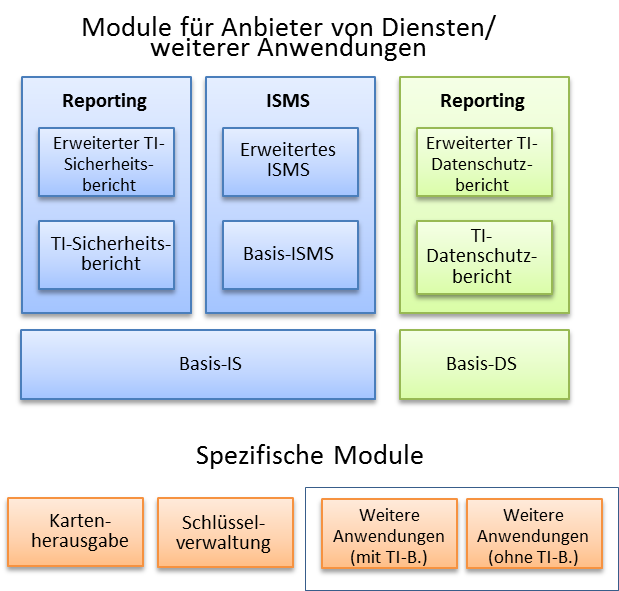 Module für Anbieter von Diensten/
weiterer Anwendungen
Reporting
Erweiterter TI-
Sicherheits-
bericht
TI-Sicherheits-
bericht
ISMS
Erweitertes
ISMS
Basis-ISMS
Reporting
Erweiterter TI-
Datenschutz-
bericht
TI-
Datenschutz-
bericht
Basis-IS
Basis-DS
Spezifische Module
Karten-
herausgabe
Schlüssel-
verwaltung
Weitere
Anwendungen
(mit TI-B.)
Weitere
Anwendungen
(ohne TI-B.)